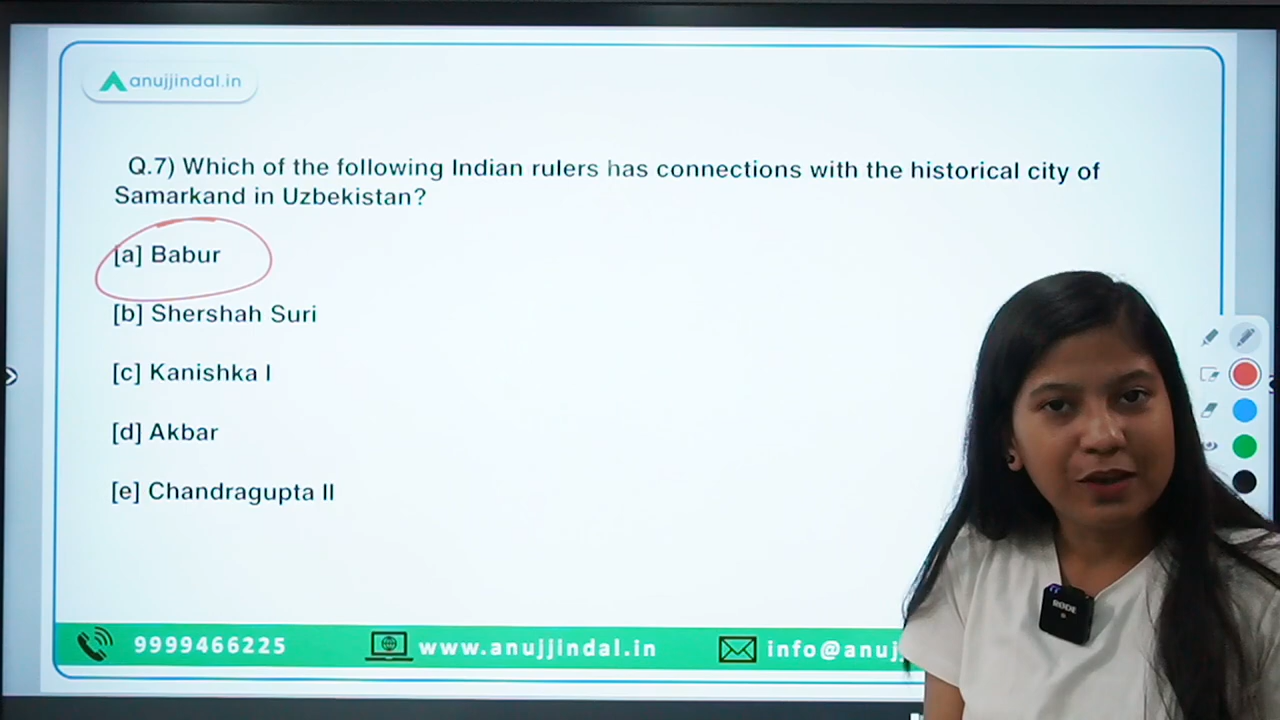 anujjindal.in
Q.7) Which of the following Indian rulers has connections with the historical city of
Samarkand in Uzbekistan?
[a] Babur
[b] Shershah Suri
[c] Kanishka I
[d] Akbar
[e] Chandragupta II
RØDE
9999466225
www.anujjindal.in
info@anuj